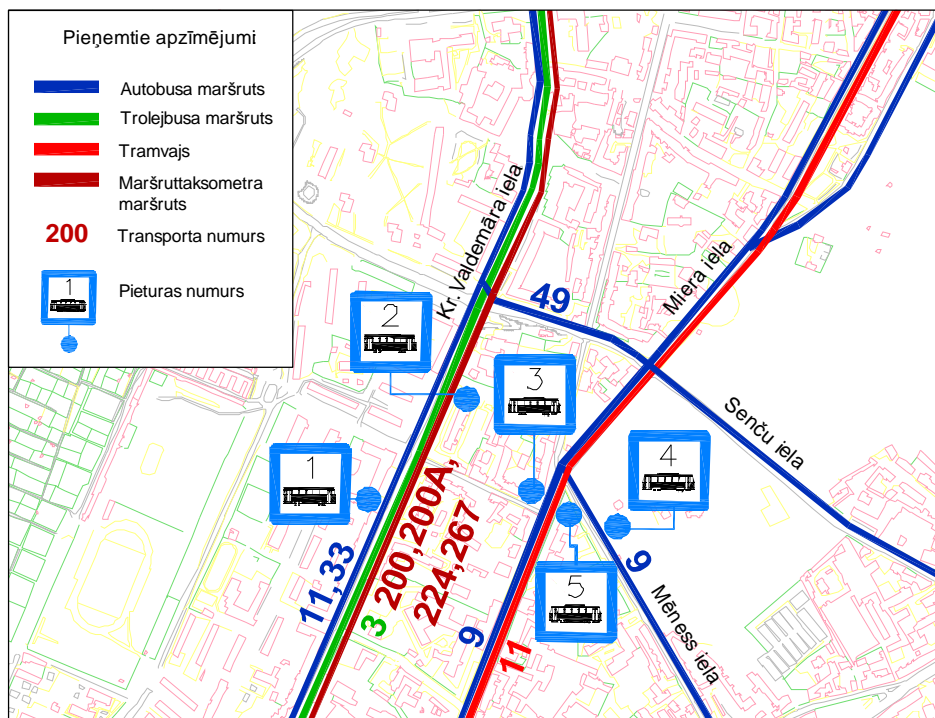 Pieņemtie apzīmējumi
Autobusa maršruts
Trolejbusa maršruts
Tramvajs
Maršruttaksometra
maršruts
200 Transporta numurs
1 Pieturas numurs
Kr. Valdemāra iela
Miera iela
49
2
3
Senču iela
4
1
200,200A,
224,267
11,33
3
9
5
Mēness iela
9
11